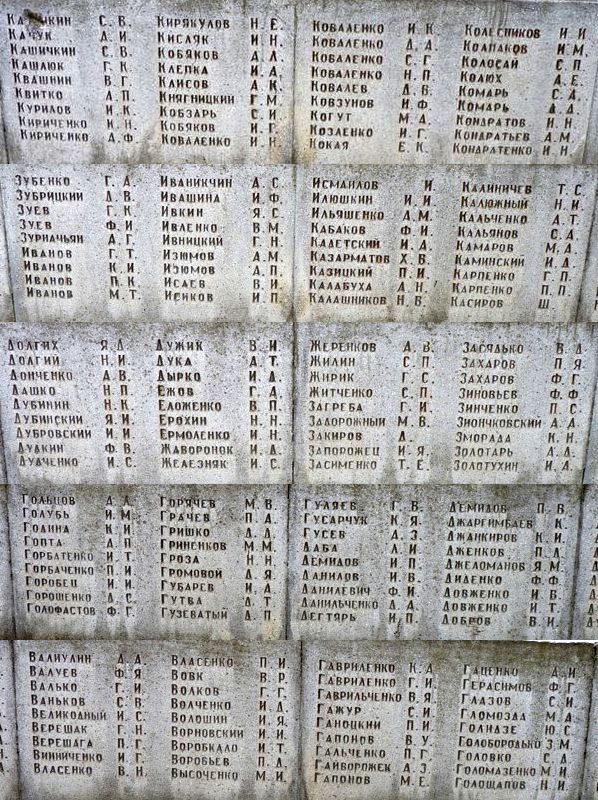 КАЧУК А.И.
КАШИЧКИН С.В.
КАШЛЮК Г.К.
КВАШНИН В.Г.
КВИТКО А.П.
КУРИЛОВ И.К.
КИРИЧЕНКО К.Н.
КИРИЧЕНКО Д.Ф.
КИРЯКУЛОВ Н.Е.
КИСЛЯК И.Н.
КОБЯКОВ
КЛЕПКА И.А.
КЛИСОВ А.К.
КНЯГНИЦКИЙ Г.М.
КОБЗАРЬ С.И.
КОБЯКОВ И.Г.
КОВАЛЕНКО И.Н.
КОВАЛЕНКО И.К.
КОВАЛЕНКО Д.Д.
КОВАЛЕНКО С.Г.
КОВАЛЕНКО Н.П.
КОВАЛЕВ Д.В.
КОВЗУНОВ И.Ф.
КОГУТ М.Д.
КОЗЛЕНКО И.Г.
КОКАЯ Е.К.
КОЛЕСНИКОВ И.И.
КОЛПАКОВ И.М.
КОЛОСАЙ С.П.
КОЛЮХ Д.Е.
КОМАРЬ С.Д.
КОМАРЬ Д.Д.
КОНДРАТОВ И.Н.
КОНДРАТЬЕВ А.М.
КОНДРАТЕНКО И.Н.
ЗУБЕНКО Г.А.
ЗУБРИЦКИЙ Д.В.
ЗУЕВ Г.К.
ЗУЕВ Ф.И.
ЗУРНАЧЬЯН А.Г.
ИВАНОВ Г.Т.
ИВАНОВ К.И.
ИВАНОВ П.К.
ИВАНОВ М.Т.
ИВАНИКЧИН А.С.
ИВАШИНА И.Ф.
ИВКИН Я.С.
ИВЛЕНКО В.М.
ИВНИЦКИЙ Г.Н.
ИЗЮМОВ А.М.
ИЗЮМОВ А.П.
ИСАЕВ В.И.
ИСИКОВ И.П.
ИСМАИЛОВ И.
ИЛЮШКИН И.И.
ИЛЬЯШЕНКО Д.М.
КАБАКОВ Ф.И.
КАДЕТСКИЙ И.Д.
КАЗАРМАТОВ Х.В.
КАЗИЦКИЙ П.И.
КАЛАБУХА Д.Н.
КАЛАШНИКОВ Н.В.
КАЛИНИЧЕВ Т.С.
КАЛЮЖНЫЙ Н.И.
КАЛЬЧЕНКО Д.Т.
КАЛЬЯНОВ С.Д.
КАМАРОВ М.Д.
КАМИНСКИЙ И.Д.
КАРПЕНКО Г.П.
КАРПЕНКО П.П.
КАСИРОВ Ш.
ДОЛГИХ Я.Д.
ДОЛГИЙ Н.И.
ДОНЧЕНКО А.В.
ДАШКО Н.П.
ДУБИНИН Н.К.
ДУБИНСКИЙ Я.И.
ДУБРОВСКИЙ И.И.
ДУДКИН Ф.В.
ДУДЧЕНКО И.С.
ДУЖИК В.И.
ДУКА Д.Т.
ДЫРКО И.Д.
ЕЖОВ Г.Д.
ЕЛОЖЕНКО В.П.
ЕРОХИН Н.Н.
ЕРМОЛЕНКО И.Н.
ЖАВОРОНОК И.Д.
ЖЕЛЕЗНЯК И.С.
ЖЕРЕНКОВ А.В.
ЖИЛИН С.П.
ЖИРИК Г.С.
ЖИТЧЕНКО С.П.
ЗАГРЕБА Г.И.
ЗАДОРОЖНЫЙ М.В.
ЗАКИРОВ Д.
ЗАПОРОЖЕЦ И.Я.
ЗАСИМЕНКО Т.Е.
ЗАСЯДЬКО В.Д.
ЗАХАРОВ П.Я.
ЗАХАРОВ Ф.Г.
ЗИНОВЬЕВ Ф.Ф.
ЗИНЧЕНКО П.С.
ЗИОНЧКОВСКИЙ А.А.
ЗМОРАДА К.Н.
ЗОЛОТАРЬ Д.Д.
ЗОЛОТУХИН И.Д.
ГОЛЬЦОВ Д.Д.
ГОЛУБЬ И.М.
ГОДИНА К.И.
ГОПТА Д.П.
ГОРБАТЕНКО И.Т.
ГОРБАЧЕНКО П.И.
ГОРОБЕЦ И.И.
ГОРОШЕНКО Д.С.
ГОЛОФАСТОВ Ф.Г.
ГОРЯЧЕВ М.В.
ГРАЧЕВ П.Д.
ГРИШКО Д.Д.
ГРИНЕНКОВ М.М.
ГРОЗА Н.Н.
ГРОМОВОЙ Д.Я.
ГУБАРЕВ И.Д.
ГУТВА Д.Т.
ГУЗЕВАТЫЙ Д.П.
ГУЛЯЕВ Г.В.
ГУСАРЧУК К.Я.
ГУСЕВ А.З.
ДАБА Л.И.
ДЕМИДОВ И.П.
ДАНИЛОВ И.В.
ДАНИЛЕВИЧ Ф.И.
ДАНИЛЬЧЕНКО Д.Д.
ДЕГТЯРЬ И.П.
ДЕМИДОВ П.В.
ДЖАРГИМБАЕВ К.
ДЖАНКИРОВ К.И.
ДЖЕНКОВ П.Д.
ДЖЕЛОМАНОВ Я.М.
ДИДЕНКО Ф.Ф.
ДОВЖЕНКО И.В.
ДОВЖЕНКО И.Т.
ДОБРОВ В.И.
ВАЛИУЛИН Д.Д.
ВАЛУЕВ Ф.Я.
ВАЛЬКО Г.И.
ВАНЬКОВ С.В.
ВЕЛИКОДНЫЙ И.С.
ВЕРЕШАК Г.Н.
ВЕРЕШАГА П.Г.
ВИННИЧЕНКО И.Г.
ВЛАСЕНКО В.Н.
ВЛАСЕНКО П.И.
ВОВК В.Р.
ВОЛКОВ Г.Г.
ВОЛЧЕНКО И.Д.
ВОЛОШИН И.Я.
ВОРНОВСКИЙ И.И.
ВОРОБКАЛО И.Т.
ВОРОБЬЕВ П.Д.
ВЫСОЧЕНКО М.И.
ГАВРИЛЕНКО К.Д.
ГАВРИЛЕНКО Г.И.
ГАВРИЛЬЧЕНКО В.Я.
ГАЖУР С.И.
ГАНОЦКИЙ П.И.
ГАПОНОВ В.У.
ГАЛЬЧЕНКО П.Г.
ГАЙВОРОЖЕК Д.З.
ГАПОНОВ М.Е.
ГАЦЕНКО Д.И.
ГЕРАСИМОВ Ф.Г.
ГЛАЗОВ С.И.
ГЛОМОЗДА М.Д.
ГОЛИДЗЕ Ю.С.
ГОЛОБОРОДЬКО З.М.
ГОЛОВКО С.Д.
ГОЛОМАЗЕНКО М.И.
ГОЛОЩАПОВ Н.И.